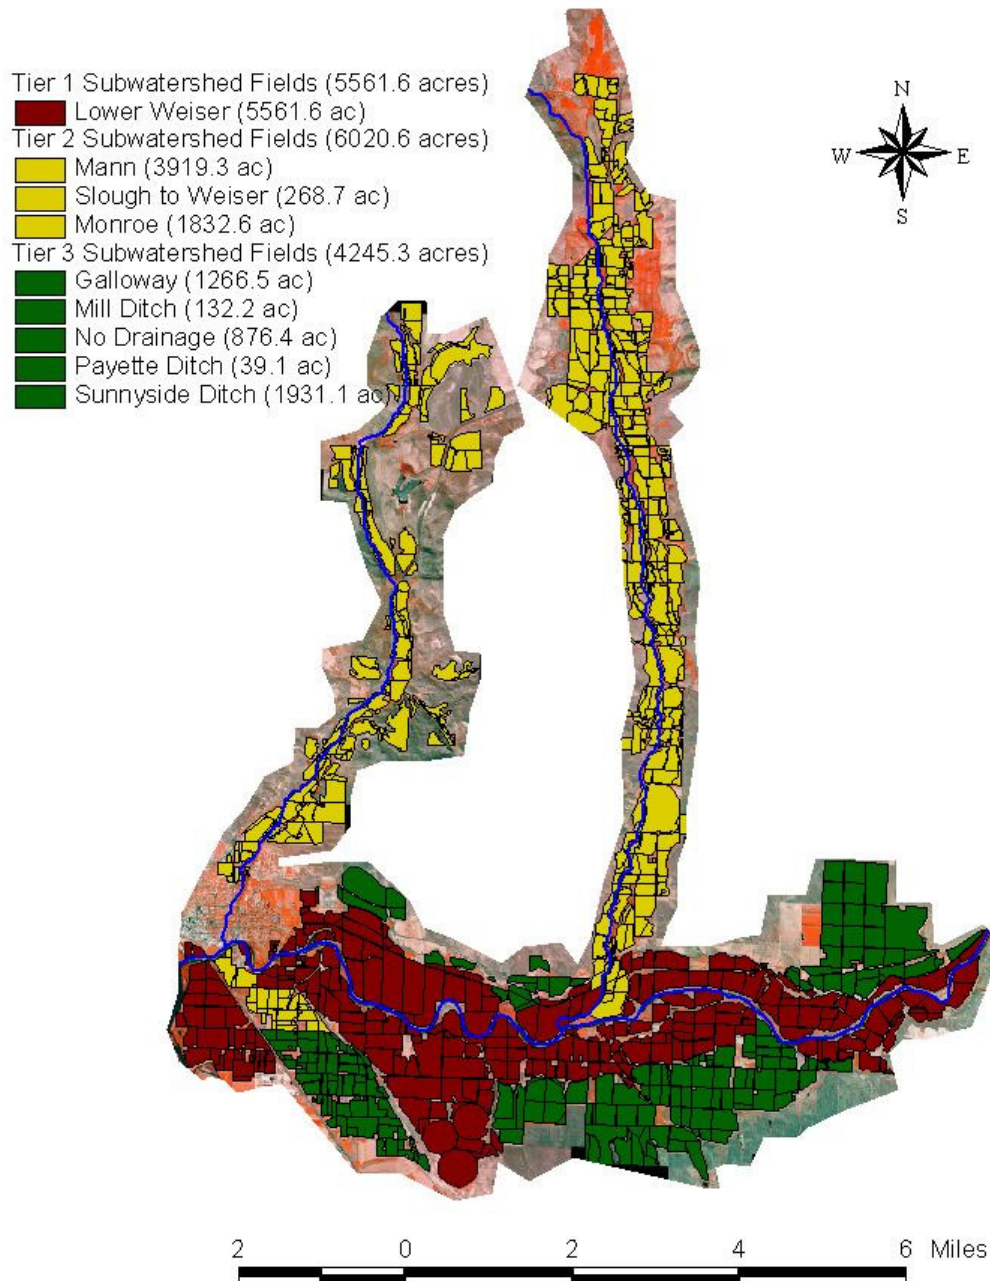 Tier 1 Subwatershed Fields (5561.6 acres)
Lower Weiser (5561.6 ac)
Tier 2 Subwatershed Fields (6020.6 acres)
Mann (3919.3 ac)
Slough to Weiser (268.7 ac)
Monroe (1832.6 ac)
Tier 3 Subwatershed Fields (4245.3 acres)
Galloway (1266.5 ac)
Mill Ditch (132.2 ac)
No Drainage (876.4 ac)
Payette Ditch (39.1 ac)
Sunnyside Ditch (1931.1 ac)
N
W E
S
2 0 2 4 6 Miles